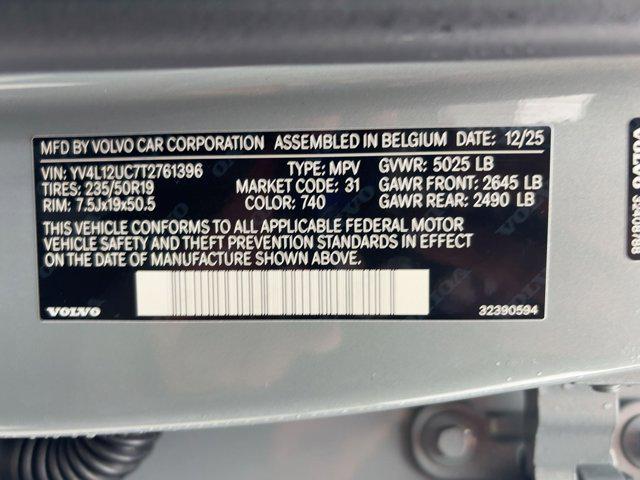 MFD BY VOLVO CAR CORPORATION ASSEMBLED IN BELGIUM DATE: 12/25
VIN: YV4L12UC7T2761396 TYPE: MPV GVWR: 5025 LB
TIRES: 235/50R19 MARKET CODE: 31 GAWR FRONT: 2645 LB
RIM: 7.5Jx19x50.5 COLOR: 740 GAWR REAR: 2490 LB
THIS VEHICLE CONFORMS TO ALL APPLICABLE FEDERAL MOTOR
VEHICLE SAFETY AND THEFT PREVENTION STANDARDS IN EFFECT
ON THE DATE OF MANUFACTURE SHOWN ABOVE.
VOLVO 32390594